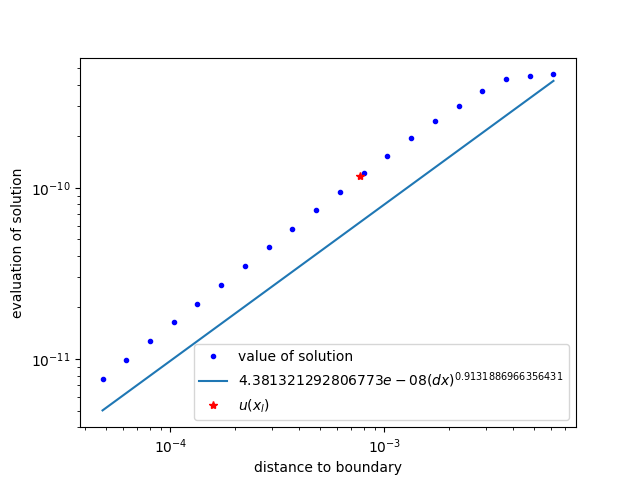 evaluation of solution
10⁻¹⁰
10⁻¹¹
value of solution
4.381321292806773e − 08(dx)^0.9131886966356431
u(x_l)
10⁻⁴
10⁻³
distance to boundary